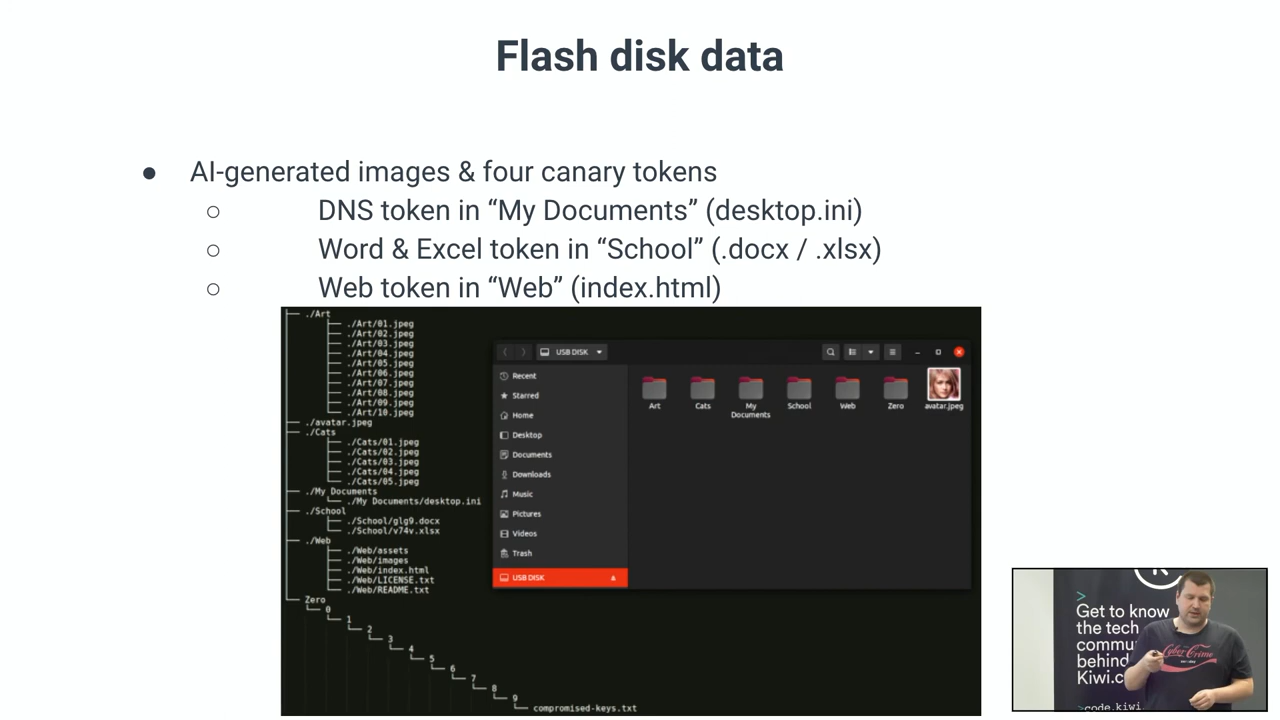 Flash disk data
● AI-generated images & four canary tokens
○ DNS token in “My Documents” (desktop.ini)
○ Word & Excel token in “School” (.docx / .xlsx)
○ Web token in “Web” (index.html)
./Art
./Art/01.jpeg
./Art/02.jpeg
./Art/03.jpeg
./Art/04.jpeg
./Art/05.jpeg
./Art/06.jpeg
./Art/07.jpeg
./Art/08.jpeg
./Art/09.jpeg
./Art/10.jpeg
./avatar.jpeg
./Cats
./Cats/01.jpeg
./Cats/02.jpeg
./Cats/03.jpeg
./Cats/04.jpeg
./Cats/05.jpeg
./My Documents
./My Documents/desktop.ini
./School
./School/glg9.docx
./School/v74v.xlsx
./Web
./Web/assets
./Web/images
./Web/index.html
./Web/LICENSE.txt
./Web/README.txt
Zero
0
1
2
3
4
5
6
7
8
9
compromised-keys.txt
USB DISK
Recent
Starred
Home
Desktop
Documents
Downloads
Music
Pictures
Videos
Trash
USB DISK
Art
Cats
My
Documents
School
Web
Zero
avatar.jpeg
>
Get to know
the tech
commu
behind
Kiwi.c
>code.kiwi.
Cyber Crime